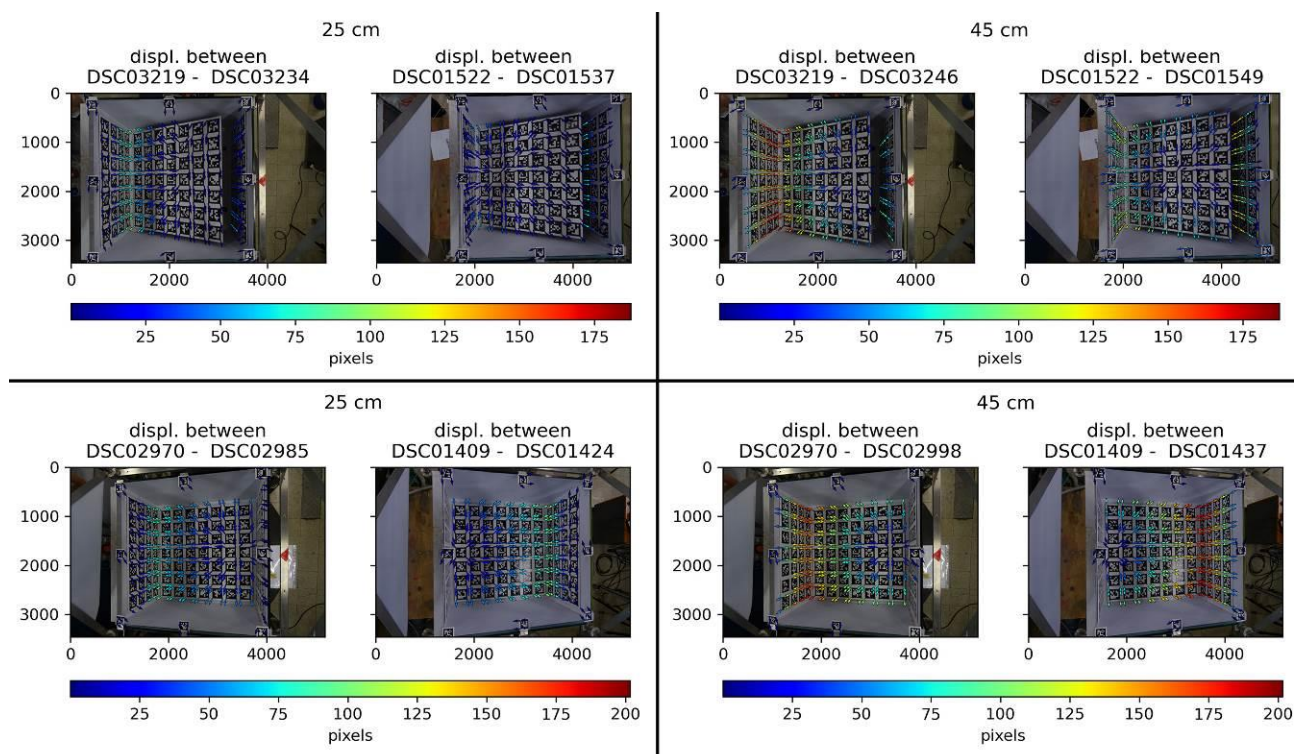 25 cm
displ. between
DSC03219 - DSC03234
displ. between
DSC01522 - DSC01537
0
1000
2000
3000
0 2000 4000
0 2000 4000
25 50 75 100 125 150 175
pixels
45 cm
displ. between
DSC03219 - DSC03246
displ. between
DSC01522 - DSC01549
0
1000
2000
3000
0 2000 4000
0 2000 4000
25 50 75 100 125 150 175
pixels
25 cm
displ. between
DSC02970 - DSC02985
displ. between
DSC01409 - DSC01424
0
1000
2000
3000
0 2000 4000
0 2000 4000
25 50 75 100 125 150 175 200
pixels
45 cm
displ. between
DSC02970 - DSC02998
displ. between
DSC01409 - DSC01437
0
1000
2000
3000
0 2000 4000
0 2000 4000
25 50 75 100 125 150 175 200
pixels